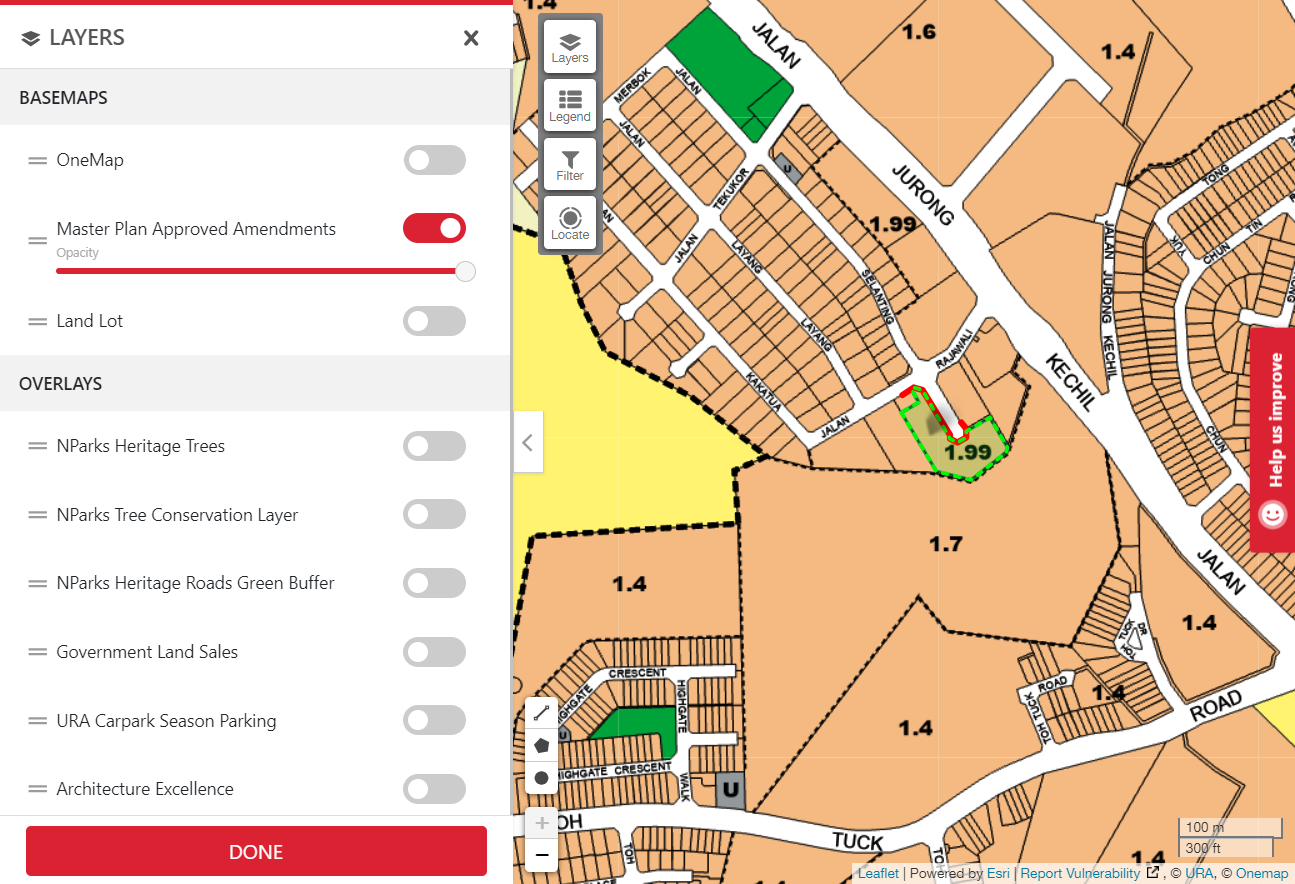 LAYERS
BASEMAPS
OneMap
Master Plan Approved Amendments
Opacity
Land Lot
OVERLAYS
NParks Heritage Trees
NParks Tree Conservation Layer
NParks Heritage Roads Green Buffer
Government Land Sales
URA Carpark Season Parking
Architecture Excellence
DONE
Layers
Legend
Filter
Locate
1.4
JALAN
1.6
1.4
MERBOK
JALAN
JALAN
TEKUKOR
U
JURONG
1.99
TONG
YUK
CHUN
TIN
JALAN
LAYANG
SELANTING
JALAN JURONG KECHIL
LAYANG
RAJAWALI
KECHIL
KAKATUA
JALAN
1.99
CHUN
Help us improve
1.7
JALAN
1.4
1.4
TOH TUCK DR
CRESCENT
HIGHGATE
HIGHGATE
ROAD
TOH TUCK
1.4
ROAD
1.4
U
HIGHGATE CRESCENT
WALK
U
TOH
TUCK
TOH
TOH
1.4
100 m
300 ft
Leaflet | Powered by Esri | Report Vulnerability , © URA, © Onemap